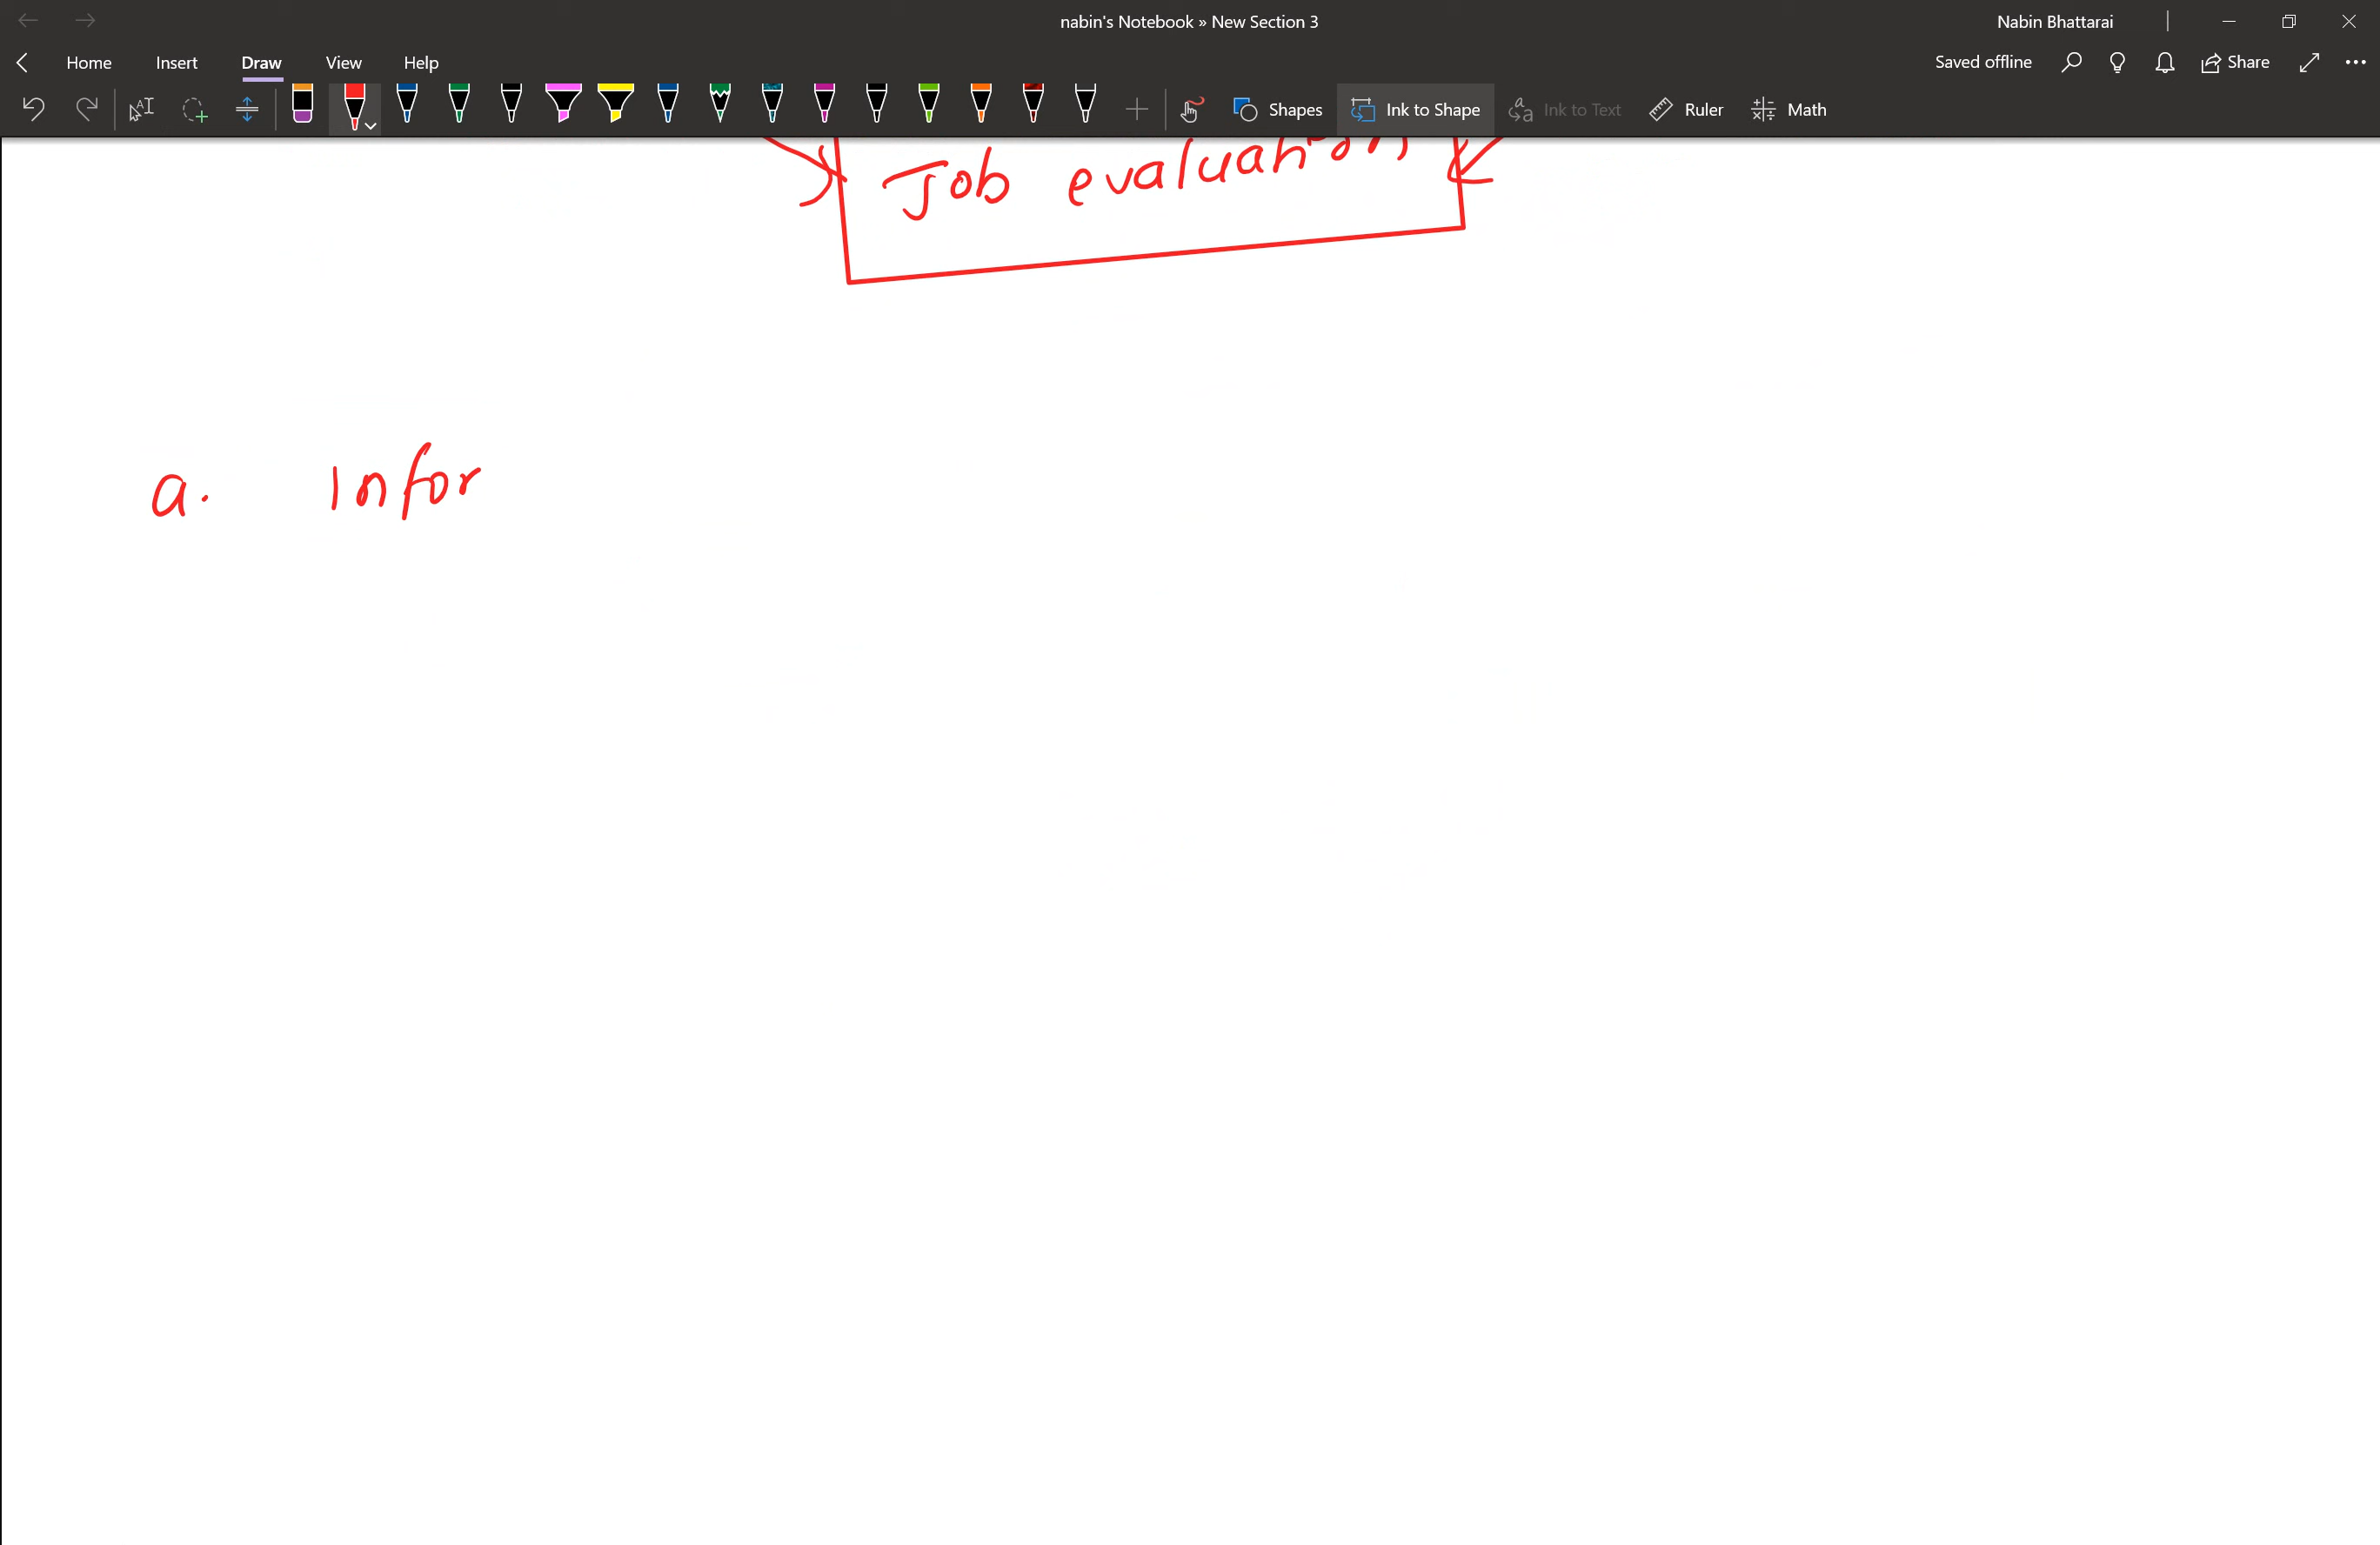 nabin's Notebook » New Section 3
Nabin Bhattarai
Home Insert Draw View Help
Saved offline
Share
Shapes
Ink to Shape
Ink to Text
Ruler
Math
Job evaluation
a. Infor